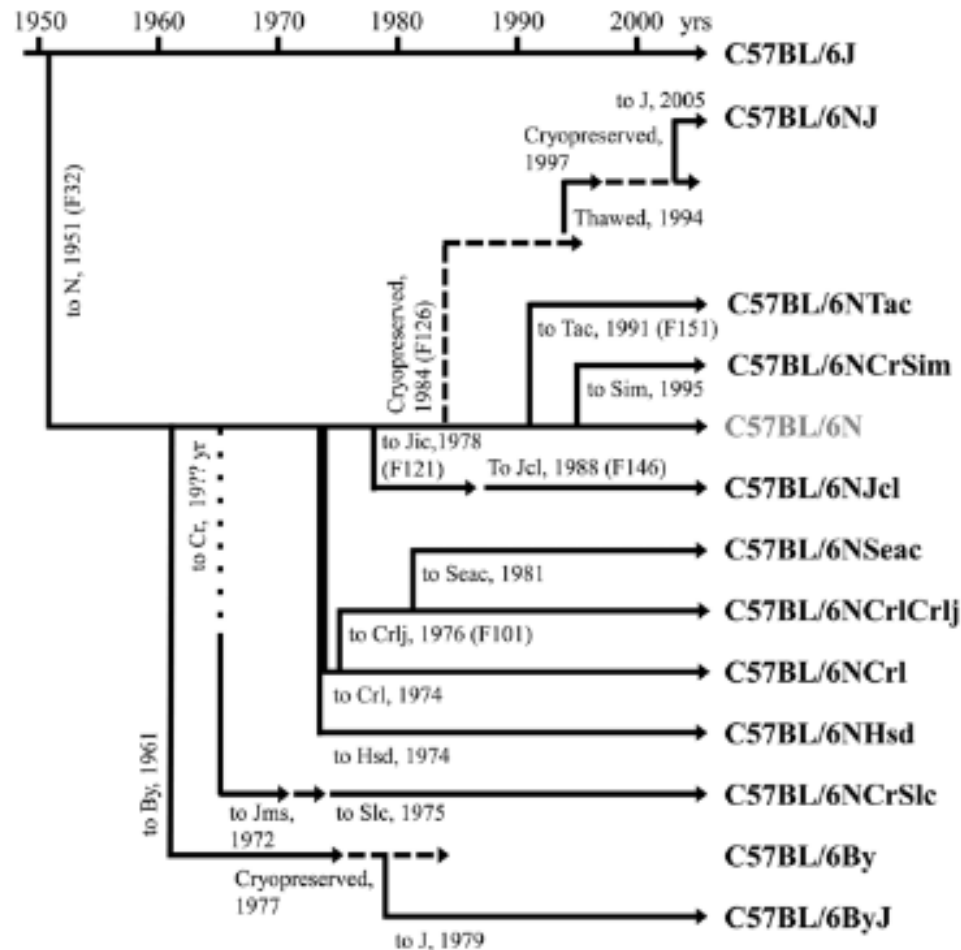 1950 1960 1970 1980 1990 2000 yrs
C57BL/6J
to J, 2005
C57BL/6NJ
Cryopreserved,
1997
Thawed, 1994
to N, 1951 (F32)
Cryopreserved,
1984 (F126)
C57BL/6NTac
to Tac, 1991 (F151)
C57BL/6NCrSim
to Sim, 1995
C57BL/6N
to Jic,1978
(F121)
To Jcl, 1988 (F146)
C57BL/6NJcl
to Cr, 19?? yr
C57BL/6NSeac
to Seac, 1981
C57BL/6NCrlCrlj
to Crlj, 1976 (F101)
C57BL/6NCrl
to Crl, 1974
C57BL/6NHsd
to Hsd, 1974
to By, 1961
C57BL/6NCrSlc
to Jms,
1972
to Slc, 1975
C57BL/6By
Cryopreserved,
1977
C57BL/6ByJ
to J, 1979